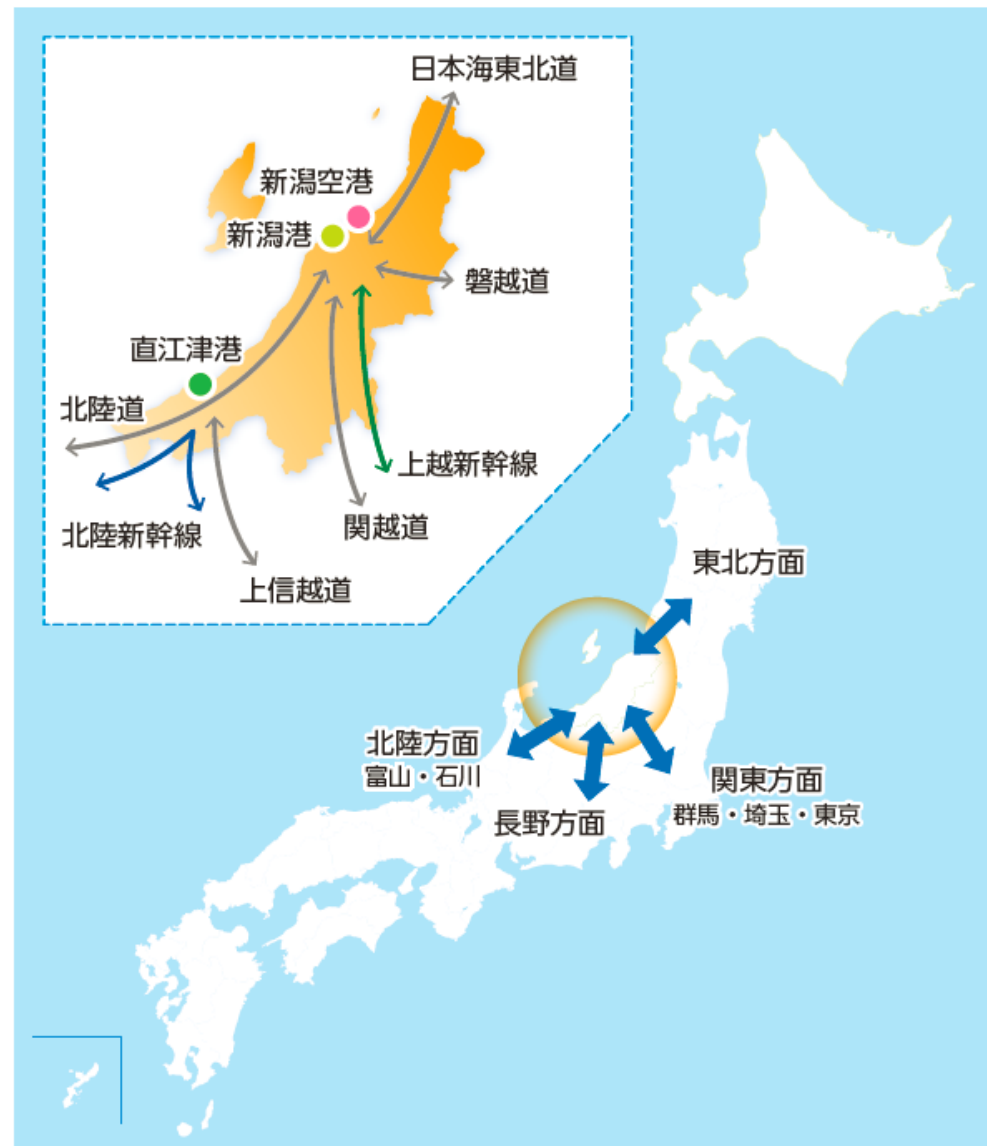 日本海東北道
新潟空港
新潟港
磐越道
直江津港
北陸道
上越新幹線
関越道
北陸新幹線
上信越道
東北方面
北陸方面
富山・石川
関東方面
群馬・埼玉・東京
長野方面